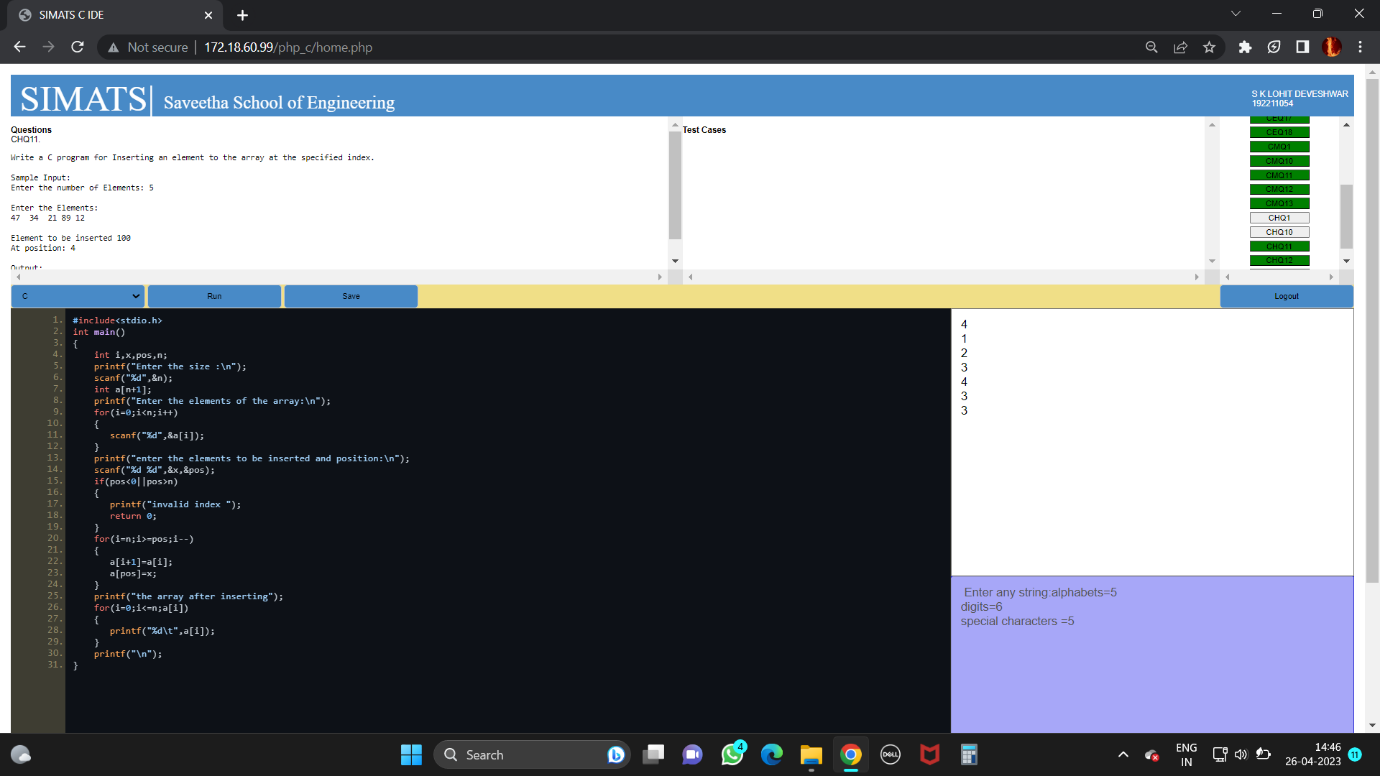 SIMATS C IDE
Not secure | 172.18.60.99/php_c/home.php
SIMATS| Saveetha School of Engineering
S K LOHIT DEVESHWAR
192211054
Questions
CHQ11.
Write a C program for Inserting an element to the array at the specified index.
Sample Input:
Enter the number of Elements: 5
Enter the Elements:
47  34  21 89 12
Element to be inserted 100
At position: 4
Output:
Test Cases
CEQ17
CEQ18
CMQ1
CMQ10
CMQ11
CMQ12
CMQ13
CHQ1
CHQ10
CHQ11
CHQ12
C
Run
Save
Logout
1. #include<stdio.h>
2. int main()
3. {
4.     int i,x,pos,n;
5.     printf("Enter the size :\n");
6.     scanf("%d",&n);
7.     int a[n+1];
8.     printf("Enter the elements of the array:\n");
9.     for(i=0;i<n;i++)
10.     {
11.        scanf("%d",&a[i]);
12.     }
13.     printf("enter the elements to be inserted and position:\n");
14.     scanf("%d %d",&x,&pos);
15.     if(pos<0||pos>n)
16.     {
17.        printf("invalid index ");
18.        return 0;
19.     }
20.     for(i=n;i>=pos;i--)
21.     {
22.        a[i+1]=a[i];
23.        a[pos]=x;
24.     }
25.     printf("the array after inserting");
26.     for(i=0;i<=n;a[i])
27.     {
28.        printf("%d\t",a[i]);
29.     }
30.     printf("\n");
31. }
4
1
2
3
4
3
3
Enter any string:alphabets=5
digits=6
special characters =5
Search
4
DELL
ENG
IN
14:46
26-04-2023
11